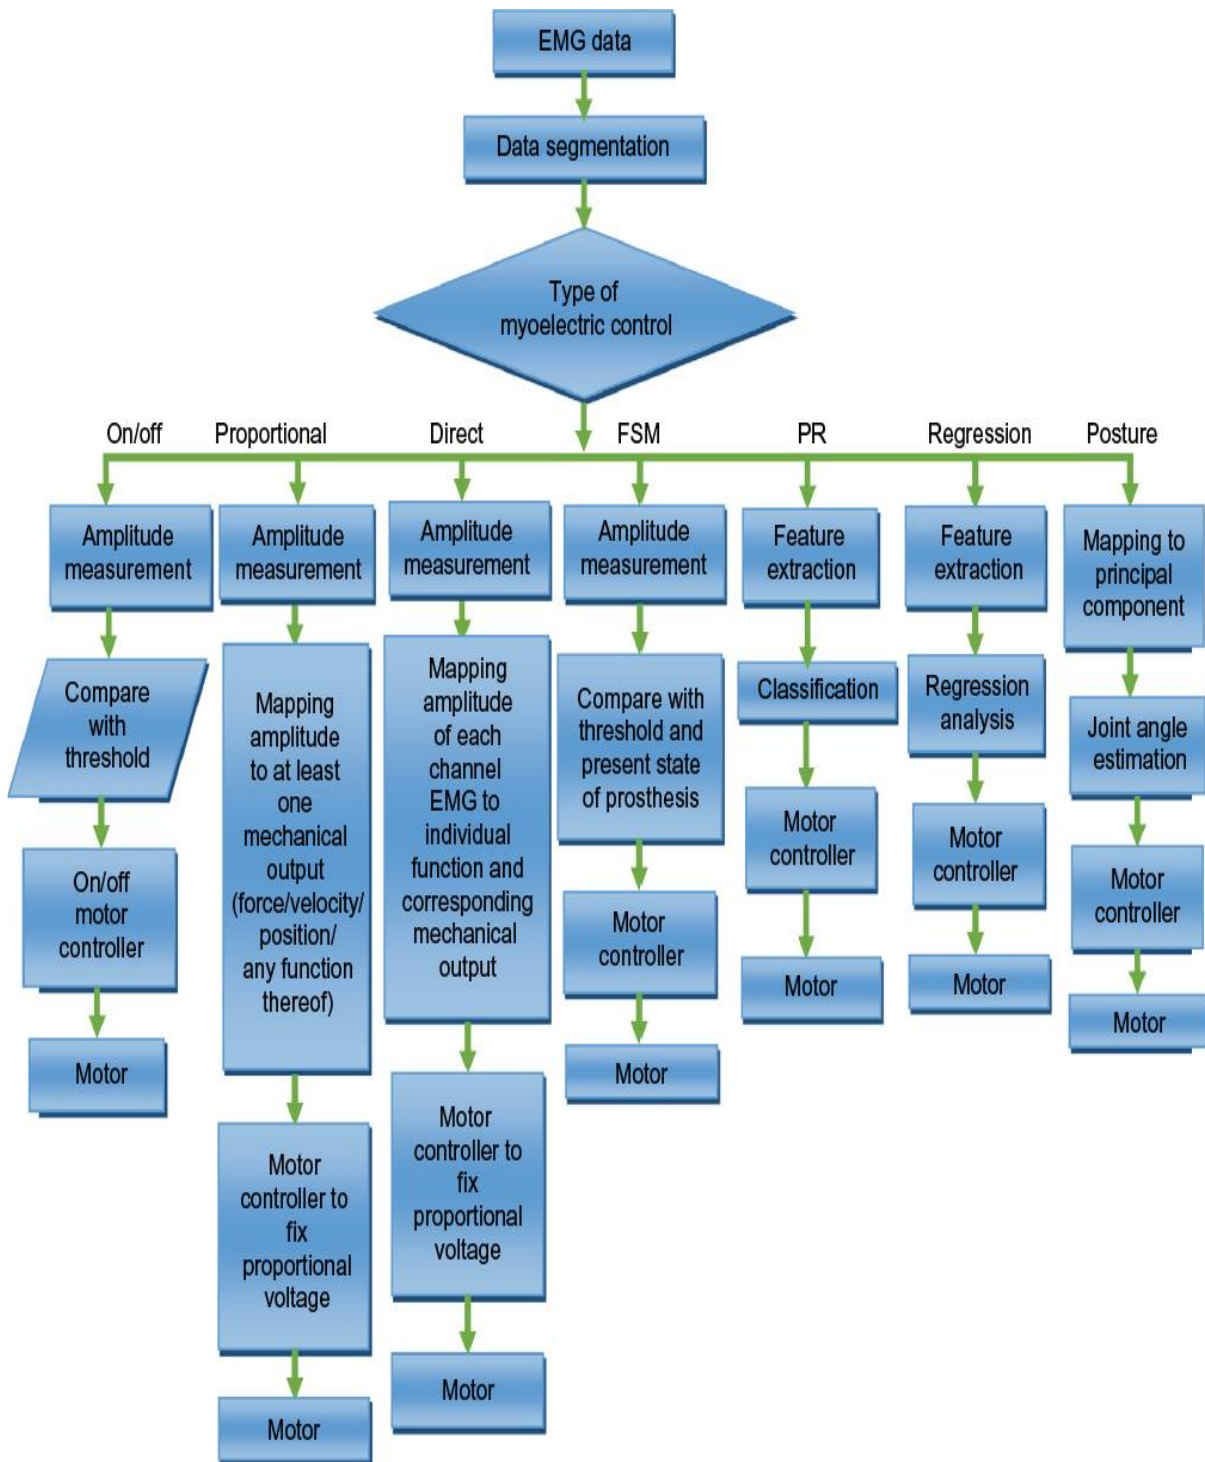 EMG data
Data segmentation
Type of
myoelectric control
On/off
Proportional
Direct
FSM
PR
Regression
Posture
Amplitude
measurement
Compare
with
threshold
On/off
motor
controller
Motor
Amplitude
measurement
Mapping
amplitude
to at least
one
mechanical
output
(force/velocity/
position/
any function
thereof)
Motor
controller to
fix
proportional
voltage
Motor
Amplitude
measurement
Mapping
amplitude
of each
channel
EMG to
individual
function and
corresponding
mechanical
output
Motor
controller to
fix
proportional
voltage
Motor
Amplitude
measurement
Compare with
threshold and
present state
of prosthesis
Motor
controller
Motor
Feature
extraction
Classification
Motor
controller
Motor
Feature
extraction
Regression
analysis
Motor
controller
Motor
Mapping to
principal
component
Joint angle
estimation
Motor
controller
Motor